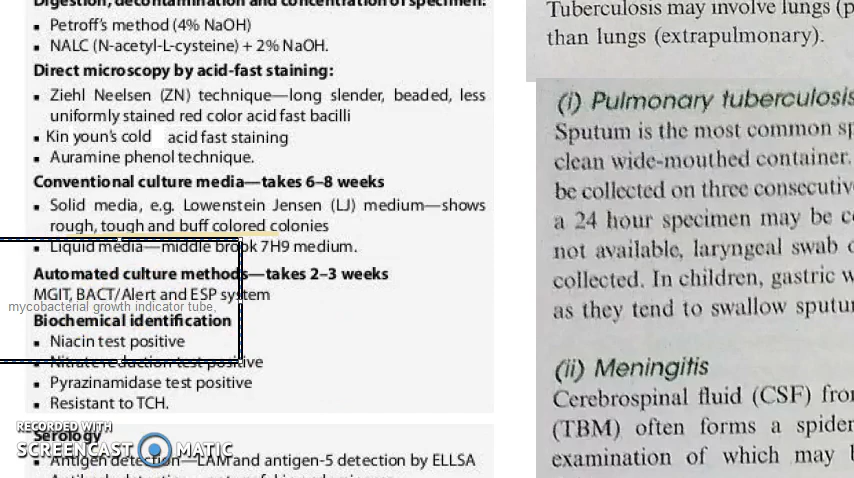 Digestion, decontamination and concentration of specimen:
▪ Petroff's method (4% NaOH)
▪ NALC (N-acetyl-L-cysteine) + 2% NaOH.
Direct microscopy by acid-fast staining:
▪ Ziehl Neelsen (ZN) technique—long slender, beaded, less
uniformly stained red color acid fast bacilli
▪ Kin youn's cold acid fast staining
▪ Auramine phenol technique.
Conventional culture media—takes 6–8 weeks
▪ Solid media, e.g. Lowenstein Jensen (LJ) medium—shows
rough, tough and buff colored colonies
▪ Liquid media—middle brook 7H9 medium.
Automated culture methods—takes 2–3 weeks
MGIT, BACT/Alert and ESP system
mycobacterial growth indicator tube,
Biochemical identification
▪ Niacin test positive
▪ Nitrate reduction test positive
▪ Pyrazinamidase test positive
▪ Resistant to TCH.
Serology
▪ Antigen detection—LAM and antigen-5 detection by ELLSA
RECORDED WITH
SCREENCAST MATIC
Tuberculosis may involve lungs (p
than lungs (extrapulmonary).
(i) Pulmonary tuberculosis
Sputum is the most common sp
clean wide-mouthed container.
be collected on three consecutiv
a 24 hour specimen may be c
not available, laryngeal swab
collected. In children, gastric w
as they tend to swallow sputu
(ii) Meningitis
Cerebrospinal fluid (CSF) fro
(TBM) often forms a spider
examination of which may